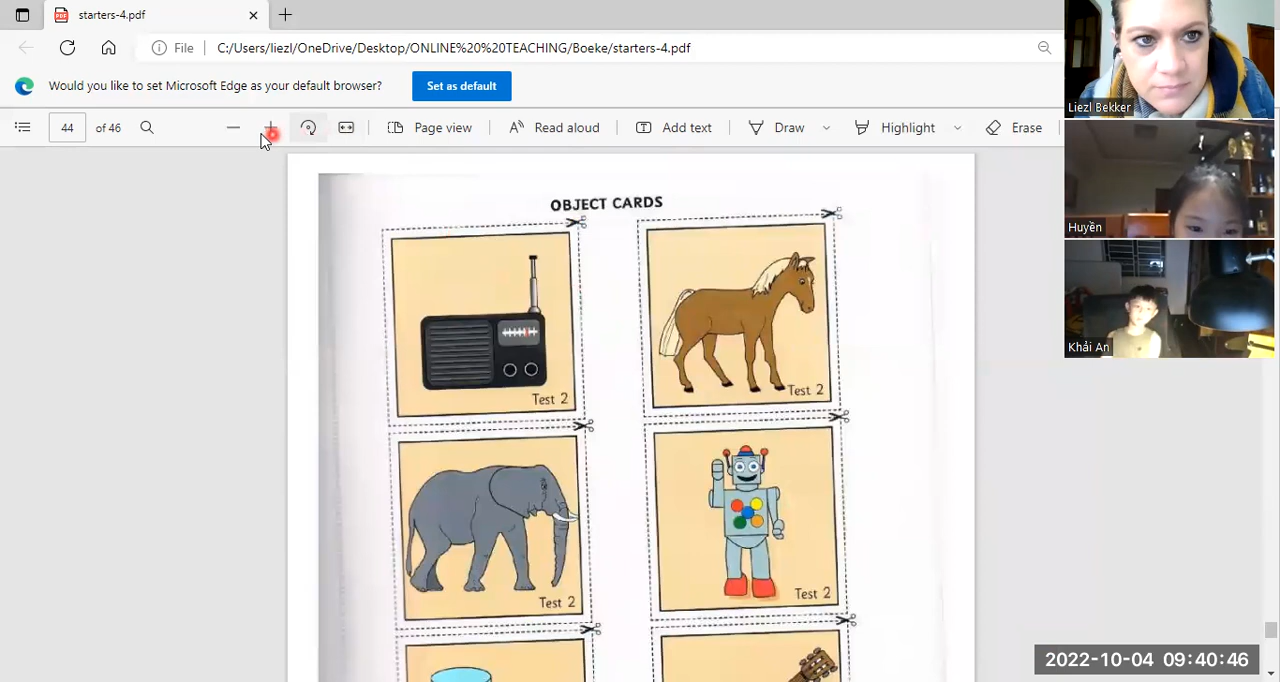 starters-4.pdf
File C:/Users/liezl/OneDrive/Desktop/ONLINE%20%20TEACHING/Boeke/starters-4.pdf
Would you like to set Microsoft Edge as your default browser? Set as default
44 of 46 Page view Read aloud Add text Draw Highlight Erase
Liezl Bekker
Huyền
Khải An
OBJECT CARDS
Test 2
Test 2
Test 2
Test 2
2022-10-04 09:40:46